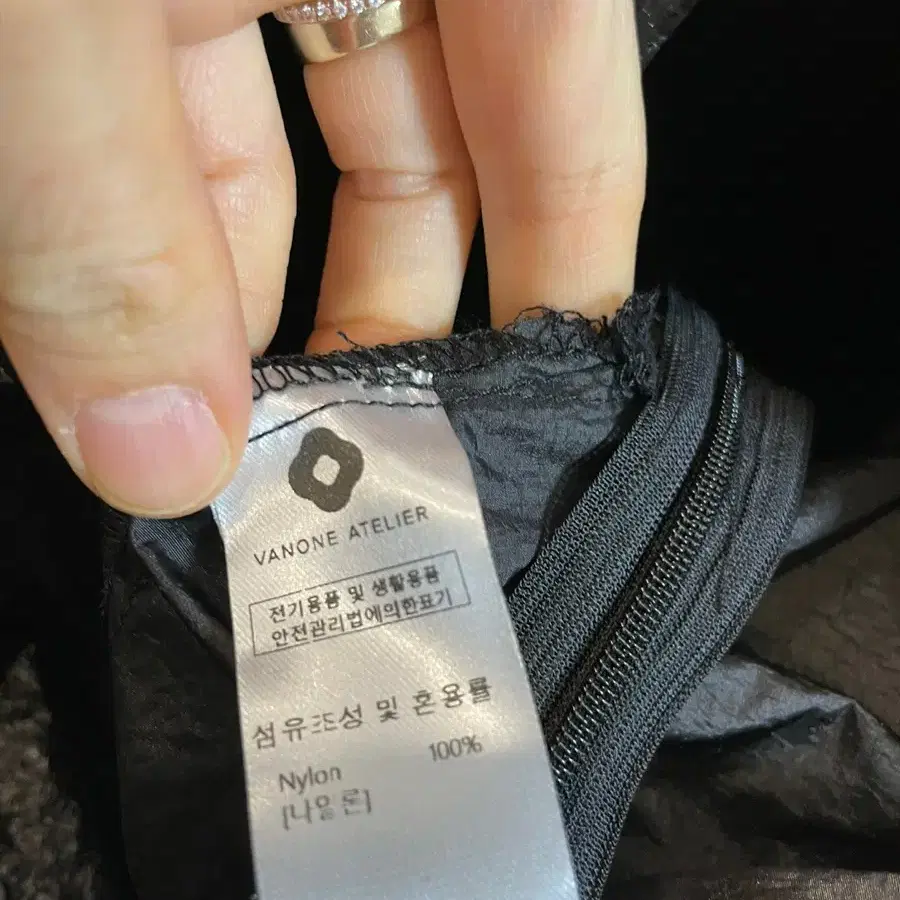 VANONE ATELIER
전기용품 및 생활용품
안전관리법에의한표기
섬유조성 및 혼용률
Nylon 100%
[나일론]